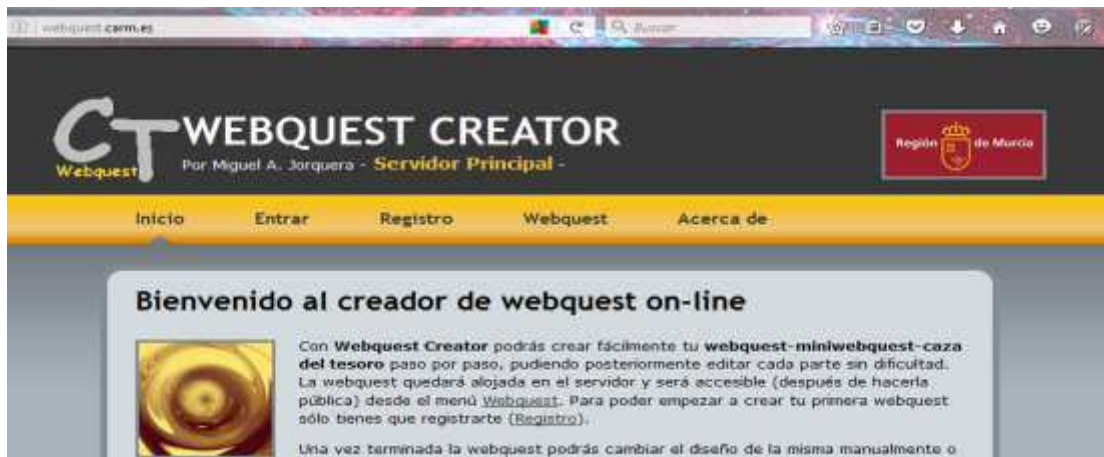 webquest.carm.es
Buscar
CT
Webquest
WEBQUEST CREATOR
Por Miguel A. Jorquera - Servidor Principal -
Región de Murcia
Inicio Entrar Registro Webquest Acerca de
Bienvenido al creador de webquest on-line
Con Webquest Creator podrás crear fácilmente tu webquest-miniwebquest-caza
del tesoro paso por paso, pudiendo posteriormente editar cada parte sin dificultad.
La webquest quedará alojada en el servidor y será accesible (después de hacerla
pública) desde el menú Webquest. Para poder empezar a crear tu primera webquest
sólo tienes que registrarte (Registro).
Una vez terminada la webquest podrás cambiar el diseño de la misma manualmente o